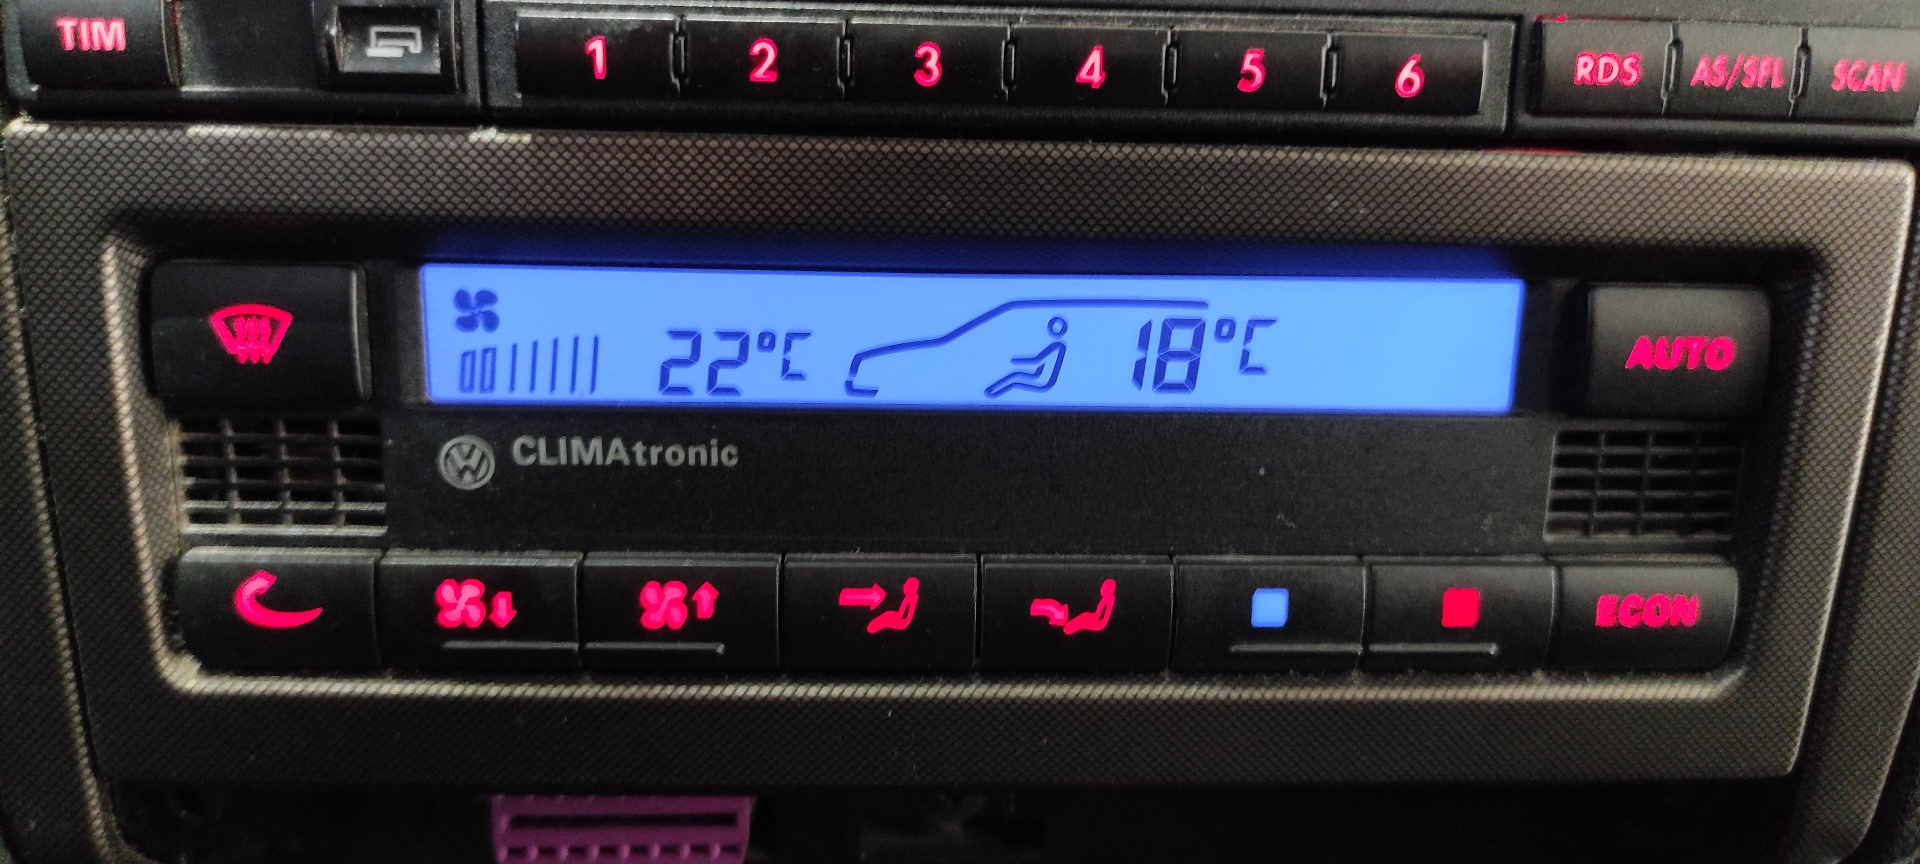 TIM 1 2 3 4 5 6 RDS AS/SFL SCAN
22°C 18°C AUTO
CLIMAtronic
ECON